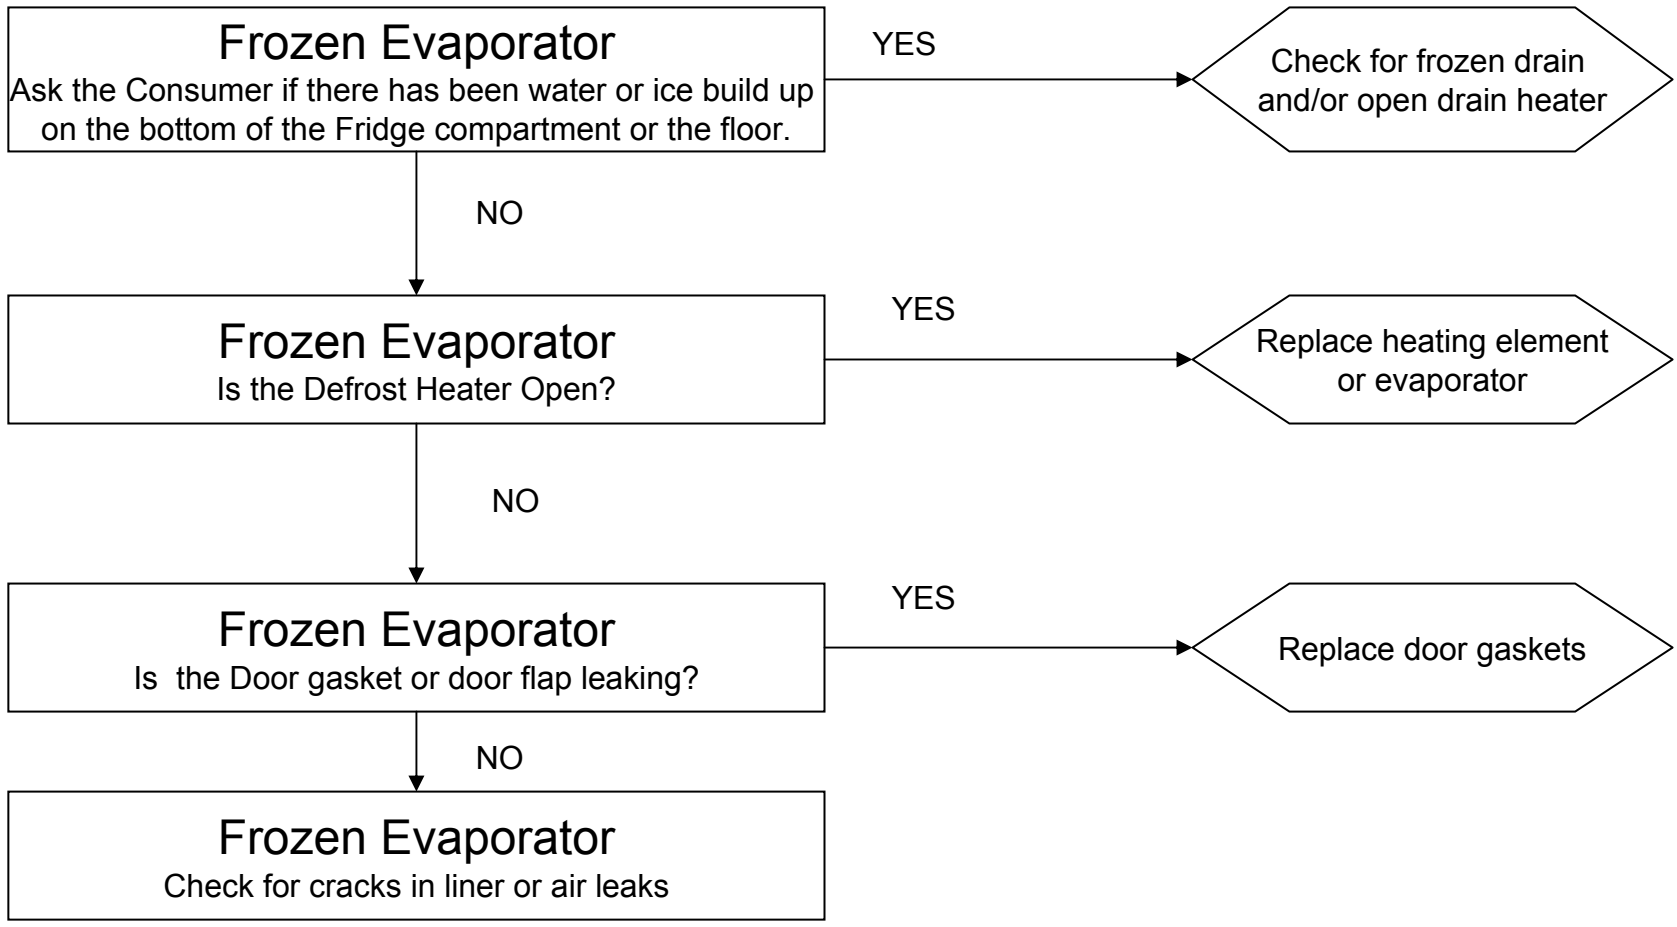 Frozen Evaporator
Ask the Consumer if there has been water or ice build up
on the bottom of the Fridge compartment or the floor.
YES
Check for frozen drain
and/or open drain heater
NO
Frozen Evaporator
Is the Defrost Heater Open?
YES
Replace heating element
or evaporator
NO
Frozen Evaporator
Is  the Door gasket or door flap leaking?
YES
Replace door gaskets
NO
Frozen Evaporator
Check for cracks in liner or air leaks